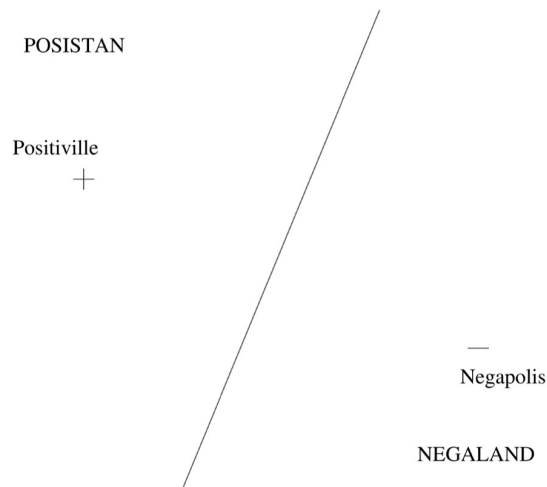 POSISTAN
Positiville
+
—
Negapolis
NEGALAND